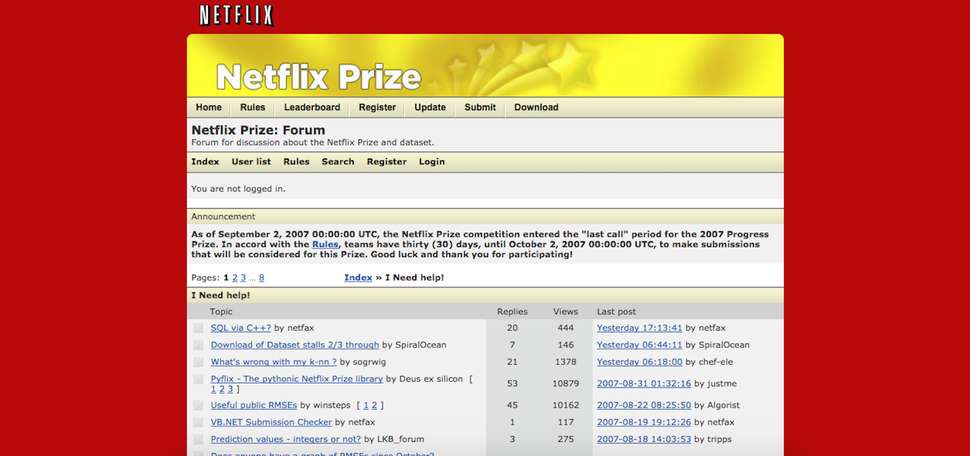 NETFLIX
Netflix Prize
Home Rules Leaderboard Register Update Submit Download
Netflix Prize: Forum
Forum for discussion about the Netflix Prize and dataset.
Index User list Rules Search Register Login
You are not logged in.
Announcement
As of September 2, 2007 00:00:00 UTC, the Netflix Prize competition entered the "last call" period for the 2007 Progress
Prize. In accord with the Rules, teams have thirty (30) days, until October 2, 2007 00:00:00 UTC, to make submissions
that will be considered for this Prize. Good luck and thank you for participating!
Pages: 1 2 3 … 8 Index » I Need help!
I Need help!
Topic Replies Views Last post
SQL via C++? by netfax 20 444 Yesterday 17:13:41 by netfax
Download of Dataset stalls 2/3 through by SpiralOcean 7 146 Yesterday 06:44:11 by SpiralOcean
What's wrong with my k-nn ? by sogrwig 21 1378 Yesterday 06:18:00 by chef-ele
Pyflix - The pythonic Netflix Prize library by Deus ex silicon [
1 2 3 ] 53 10879 2007-08-31 01:32:16 by justme
Useful public RMSEs by winsteps [ 1 2 ] 45 10162 2007-08-22 08:25:50 by Algorist
VB.NET Submission Checker by netfax 1 117 2007-08-19 19:12:26 by netfax
Prediction values - integers or not? by LKB_forum 3 275 2007-08-18 14:03:53 by tripps
Does anyone have a graph of RMSEs since October?